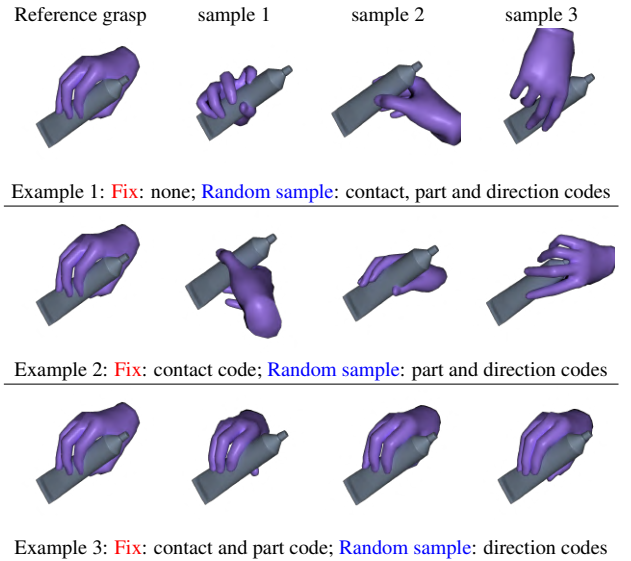 Reference grasp sample 1 sample 2 sample 3
Example 1: Fix: none; Random sample: contact, part and direction codes
Example 2: Fix: contact code; Random sample: part and direction codes
Example 3: Fix: contact and part code; Random sample: direction codes